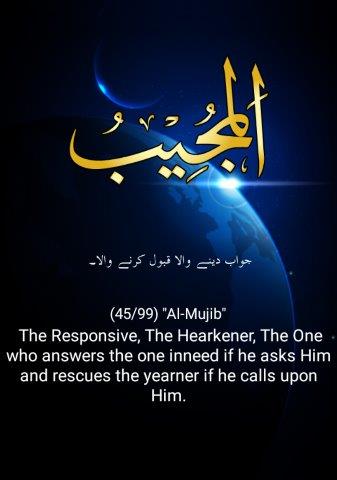 اَلْمُجِيْبُ
جواب دینے والا قبول کرنے والا۔
(45/99) "Al-Mujib"
The Responsive, The Hearkener, The One
who answers the one inneed if he asks Him
and rescues the yearner if he calls upon
Him.